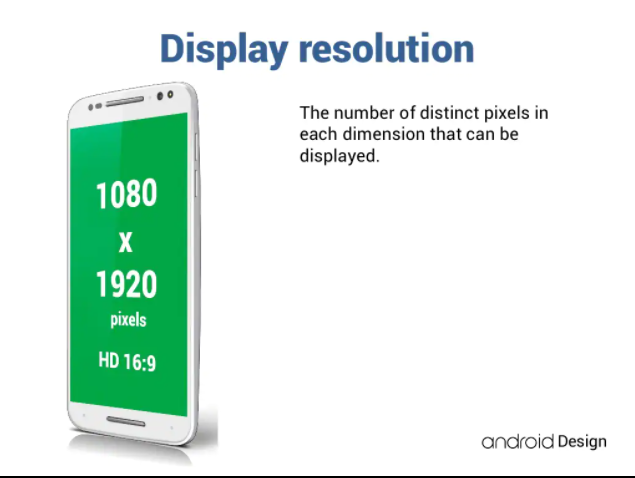 Display resolution
The number of distinct pixels in
each dimension that can be
displayed.
1080
x
1920
pixels
HD 16:9
android Design